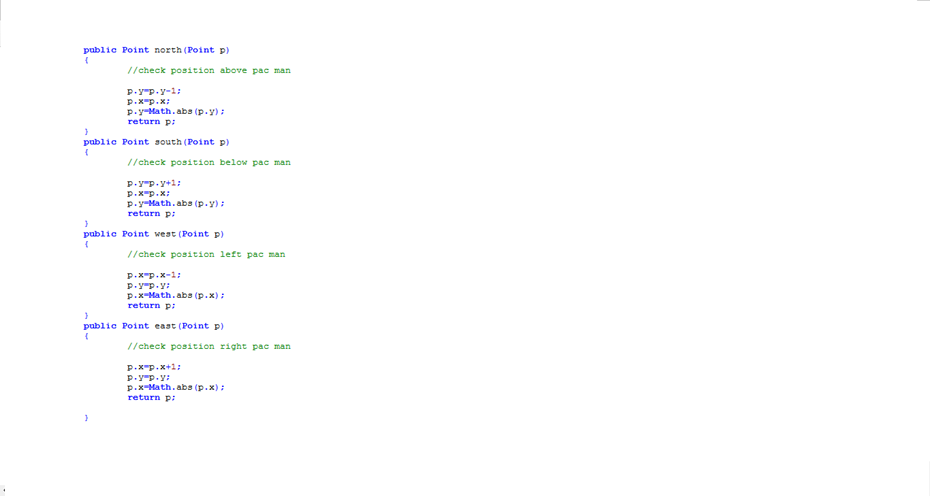 public Point north(Point p)
{
//check position above pac man
p.y=p.y-1;
p.x=p.x;
p.y=Math.abs(p.y);
return p;
}
public Point south(Point p)
{
//check position below pac man
p.y=p.y+1;
p.x=p.x;
p.y=Math.abs(p.y);
return p;
}
public Point west(Point p)
{
//check position left pac man
p.x=p.x-1;
p.y=p.y;
p.x=Math.abs(p.x);
return p;
}
public Point east(Point p)
{
//check position right pac man
p.x=p.x+1;
p.y=p.y;
p.x=Math.abs(p.x);
return p;
}